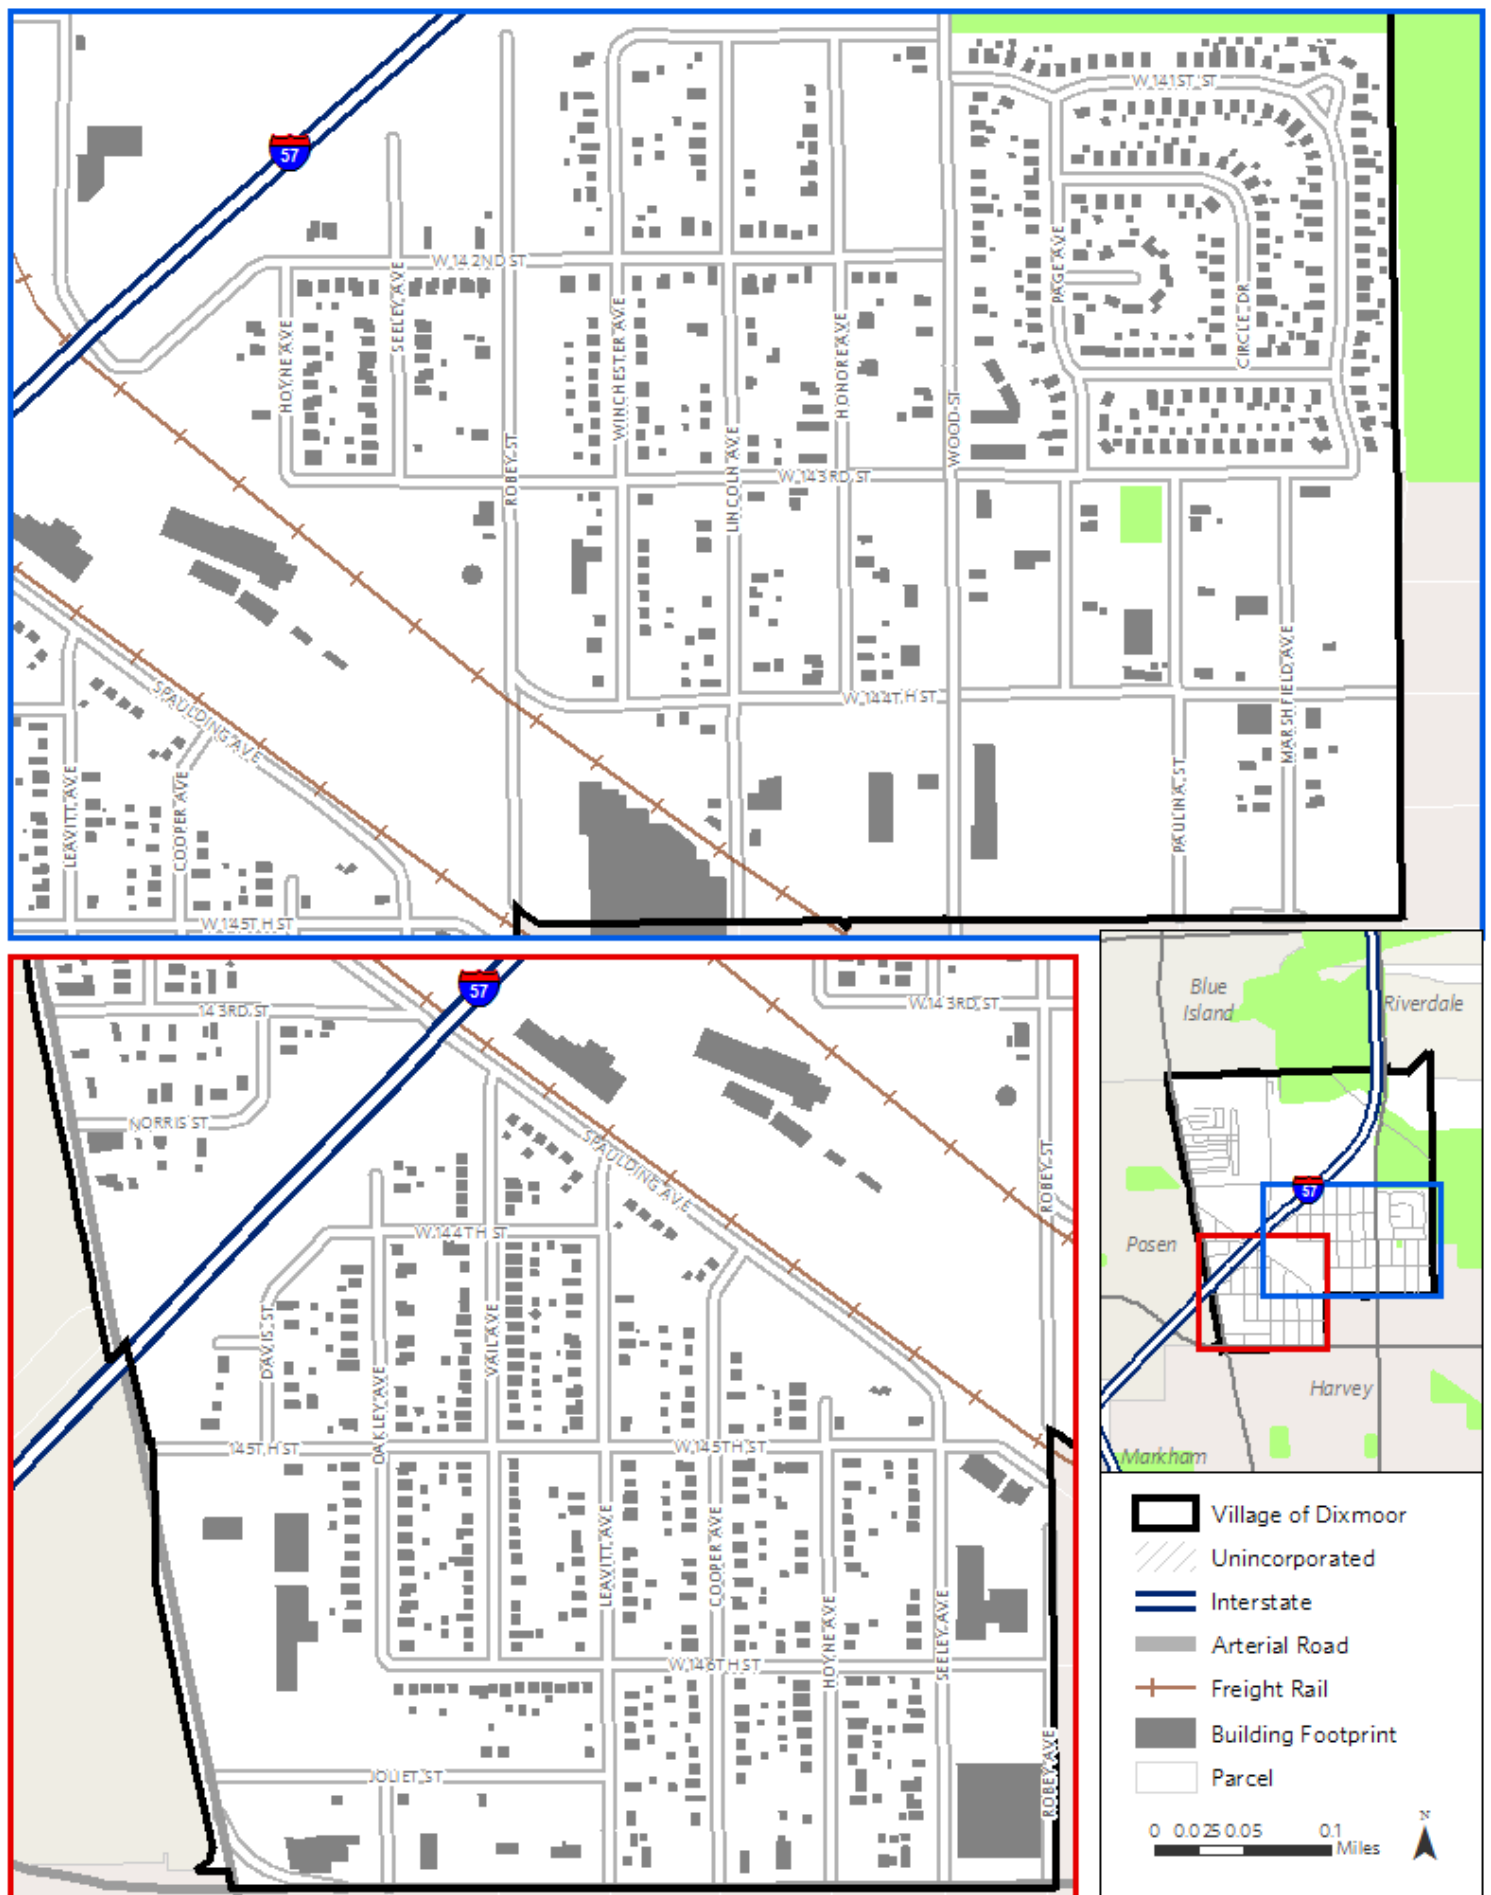 W 141ST ST
57
W 142ND ST
PAGE AVE
SEELEY AVE
CIRCLE DR
HOYNE AVE
WINCHESTER AVE
HONORE AVE
WOOD ST
LINCOLN AVE
ROBEY ST
W 143RD ST
W 144TH ST
MARSHFIELD AVE
SPAULDING AVE
LEAVITT AVE
COOPER AVE
PAULINA ST
W 145TH ST
57
143RD ST
W 143RD ST
NORRIS ST
SPAULDING AVE
ROBEY ST
W 144TH ST
DAVIS ST
VAIL AVE
OAKLEY AVE
145TH ST
W 145TH ST
LEAVITT AVE
COOPER AVE
HOYNE AVE
SEELEY AVE
W 146TH ST
JOLIET ST
ROBEY AVE
Blue
Island
Riverdale
57
Posen
Harvey
Markham
Village of Dixmoor
Unincorporated
Interstate
Arterial Road
Freight Rail
Building Footprint
Parcel
0 0.025 0.05 0.1
Miles
N